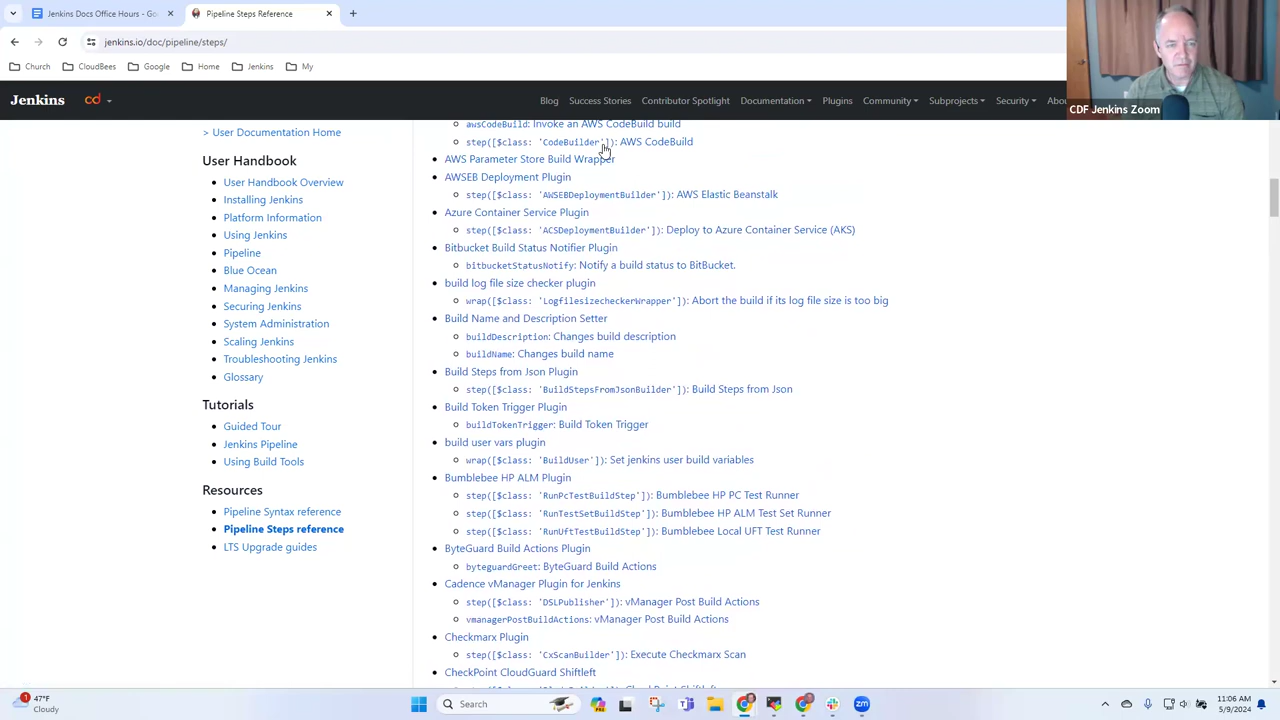 Jenkins Docs Office Hours - Go
Pipeline Steps Reference
jenkins.io/doc/pipeline/steps/
Church
CloudBees
Google
Home
Jenkins
My
Jenkins
cd
Blog
Success Stories
Contributor Spotlight
Documentation
Plugins
Community
Subprojects
Security
Abou
CDF Jenkins Zoom
> User Documentation Home
User Handbook
User Handbook Overview
Installing Jenkins
Platform Information
Using Jenkins
Pipeline
Blue Ocean
Managing Jenkins
Securing Jenkins
System Administration
Scaling Jenkins
Troubleshooting Jenkins
Glossary
Tutorials
Guided Tour
Jenkins Pipeline
Using Build Tools
Resources
Pipeline Syntax reference
Pipeline Steps reference
LTS Upgrade guides
awsCodeBuild: Invoke an AWS CodeBuild build
step([$class: 'CodeBuilder']): AWS CodeBuild
AWS Parameter Store Build Wrapper
AWSEB Deployment Plugin
step([$class: 'AWSEBDeploymentBuilder']): AWS Elastic Beanstalk
Azure Container Service Plugin
step([$class: 'ACSDeploymentBuilder']): Deploy to Azure Container Service (AKS)
Bitbucket Build Status Notifier Plugin
bitbucketStatusNotify: Notify a build status to BitBucket.
build log file size checker plugin
wrap([$class: 'LogfilesizecheckerWrapper']): Abort the build if its log file size is too big
Build Name and Description Setter
buildDescription: Changes build description
buildName: Changes build name
Build Steps from Json Plugin
step([$class: 'BuildStepsFromJsonBuilder']): Build Steps from Json
Build Token Trigger Plugin
buildTokenTrigger: Build Token Trigger
build user vars plugin
wrap([$class: 'BuildUser']): Set jenkins user build variables
Bumblebee HP ALM Plugin
step([$class: 'RunPcTestBuildStep']): Bumblebee HP PC Test Runner
step([$class: 'RunTestSetBuildStep']): Bumblebee HP ALM Test Set Runner
step([$class: 'RunUftTestBuildStep']): Bumblebee Local UFT Test Runner
ByteGuard Build Actions Plugin
byteguardGreet: ByteGuard Build Actions
Cadence vManager Plugin for Jenkins
step([$class: 'DSLPublisher']): vManager Post Build Actions
vmanagerPostBuildActions: vManager Post Build Actions
Checkmarx Plugin
step([$class: 'CxScanBuilder']): Execute Checkmarx Scan
CheckPoint CloudGuard Shiftleft
1
47°F
Cloudy
Search
11:06 AM
5/9/2024